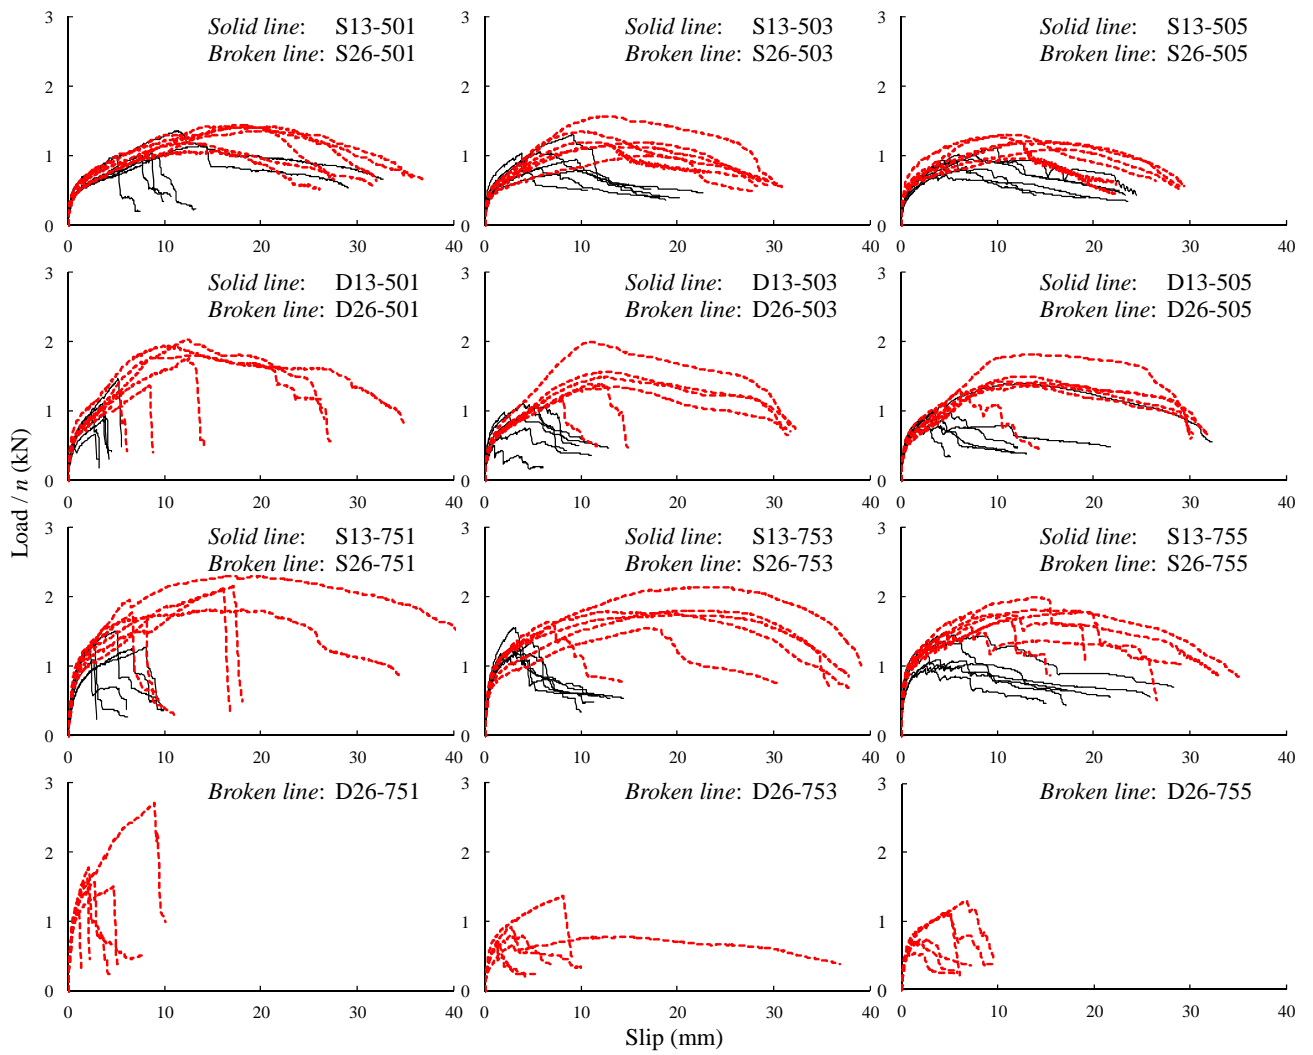 3
Solid line: S13-501
Broken line: S26-501
2
1
0
0 10 20 30 40
3
Solid line: S13-503
Broken line: S26-503
2
1
0
0 10 20 30 40
3
Solid line: S13-505
Broken line: S26-505
2
1
0
0 10 20 30 40
3
Solid line: D13-501
Broken line: D26-501
2
1
0
0 10 20 30 40
3
Solid line: D13-503
Broken line: D26-503
2
1
0
0 10 20 30 40
3
Solid line: D13-505
Broken line: D26-505
2
1
0
0 10 20 30 40
Load / n (kN)
3
Solid line: S13-751
Broken line: S26-751
2
1
0
0 10 20 30 40
3
Solid line: S13-753
Broken line: S26-753
2
1
0
0 10 20 30 40
3
Solid line: S13-755
Broken line: S26-755
2
1
0
0 10 20 30 40
3
Broken line: D26-751
2
1
0
0 10 20 30 40
3
Broken line: D26-753
2
1
0
0 10 20 30 40
3
Broken line: D26-755
2
1
0
0 10 20 30 40
Slip (mm)